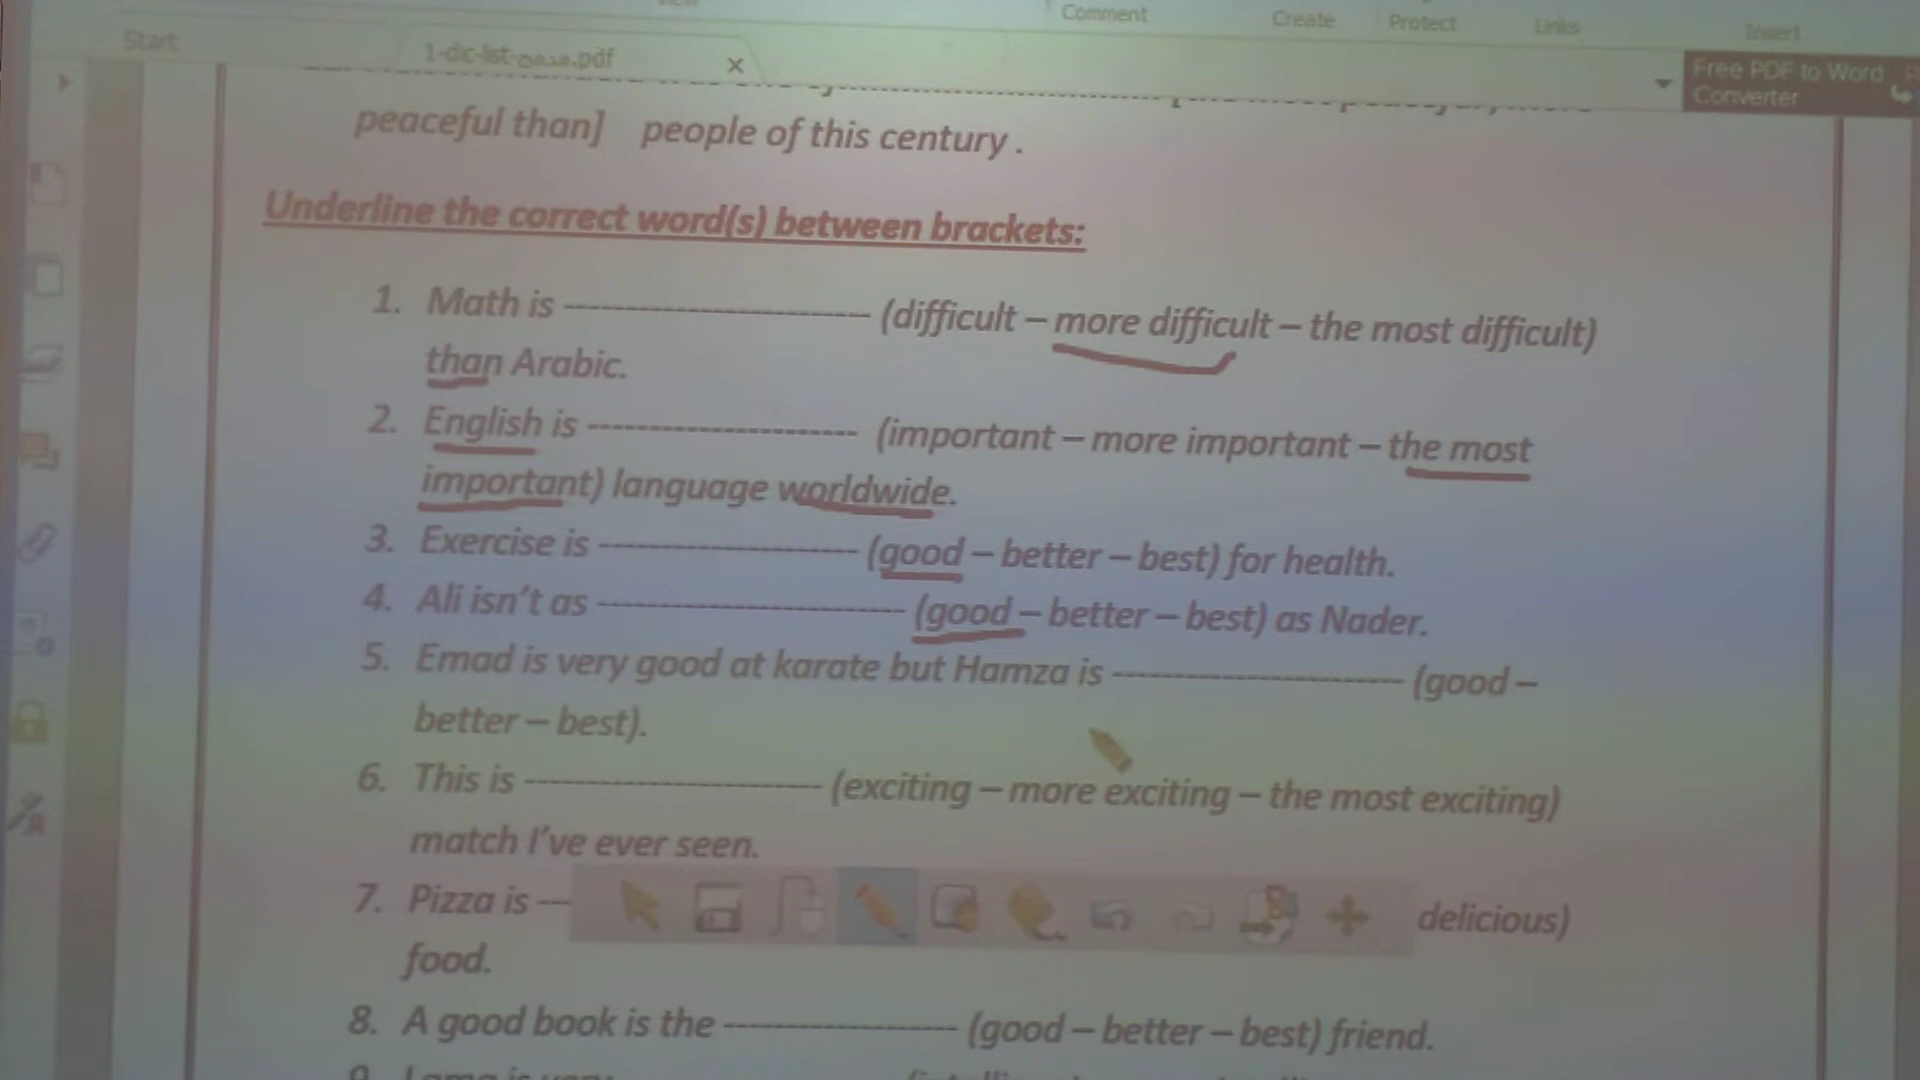 Comment Create Protect Links Insert
Start 1-dic-list-مدمج.pdf × Free PDF to Word
Converter
peaceful than] people of this century .
Underline the correct word(s) between brackets:
1. Math is ---------------------- (difficult – more difficult – the most difficult)
than Arabic.
2. English is ---------------------- (important – more important – the most
important) language worldwide.
3. Exercise is ---------------------- (good – better – best) for health.
4. Ali isn't as ---------------------- (good – better – best) as Nader.
5. Emad is very good at karate but Hamza is ---------------------- (good –
better – best).
6. This is ---------------------- (exciting – more exciting – the most exciting)
match I've ever seen.
7. Pizza is --- delicious)
food.
8. A good book is the ---------------------- (good – better – best) friend.